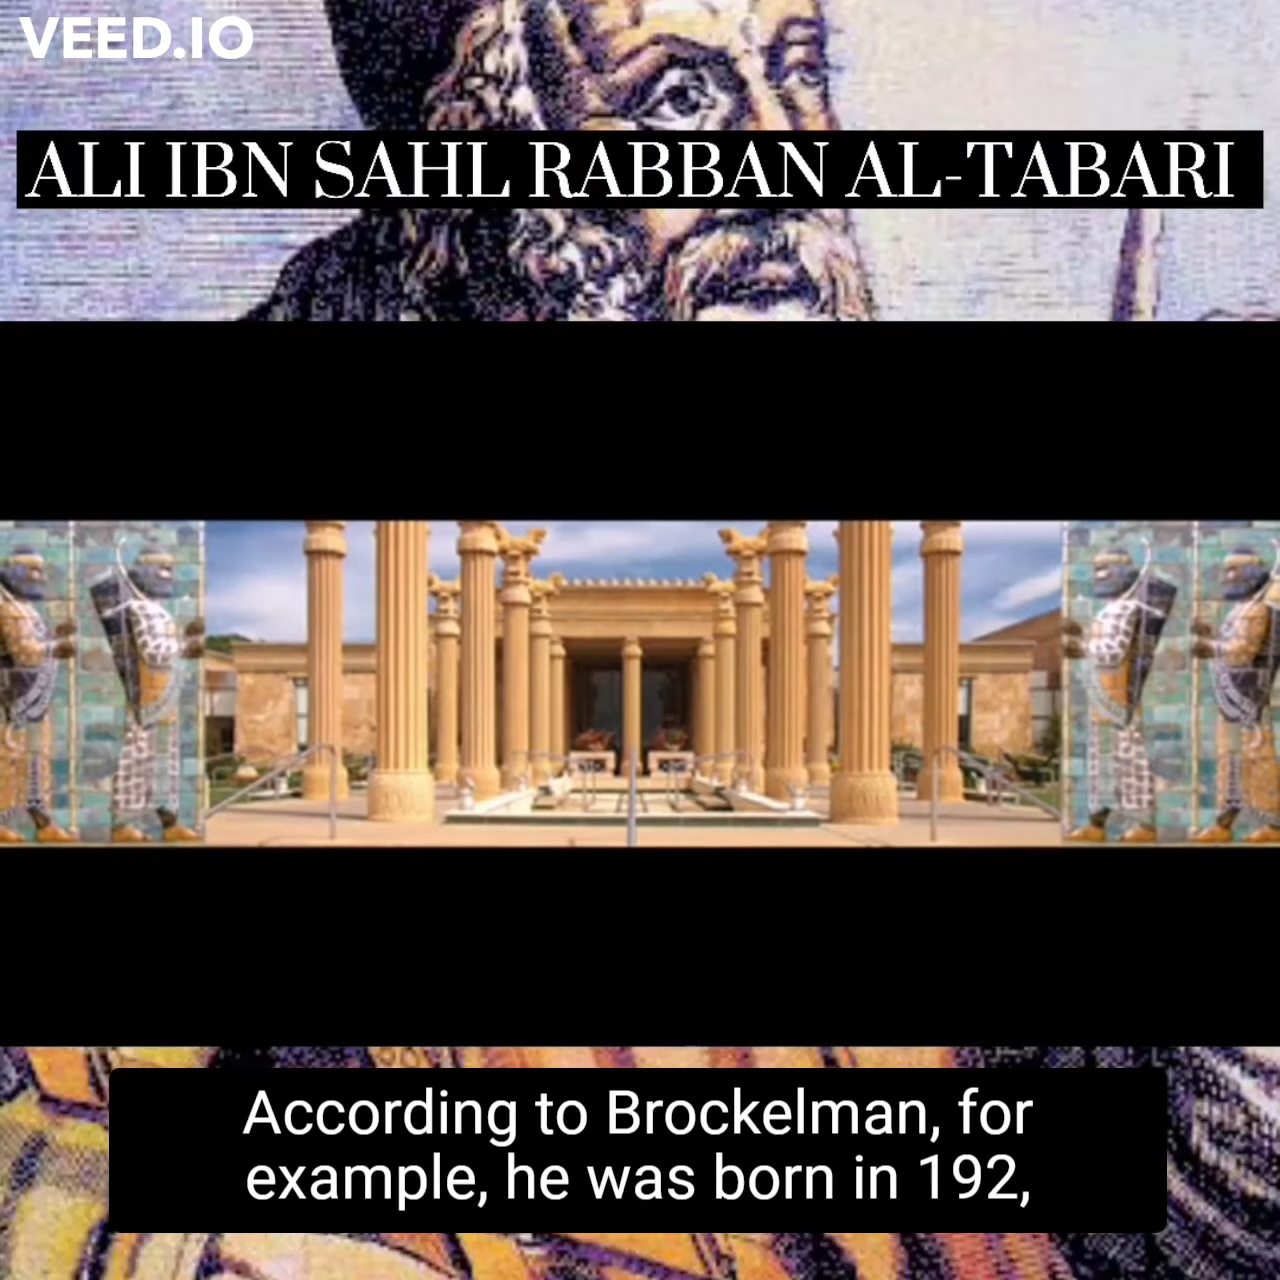 VEED.IO
ALI IBN SAHL RABBAN AL-TABARI
According to Brockelman, for
example, he was born in 192,